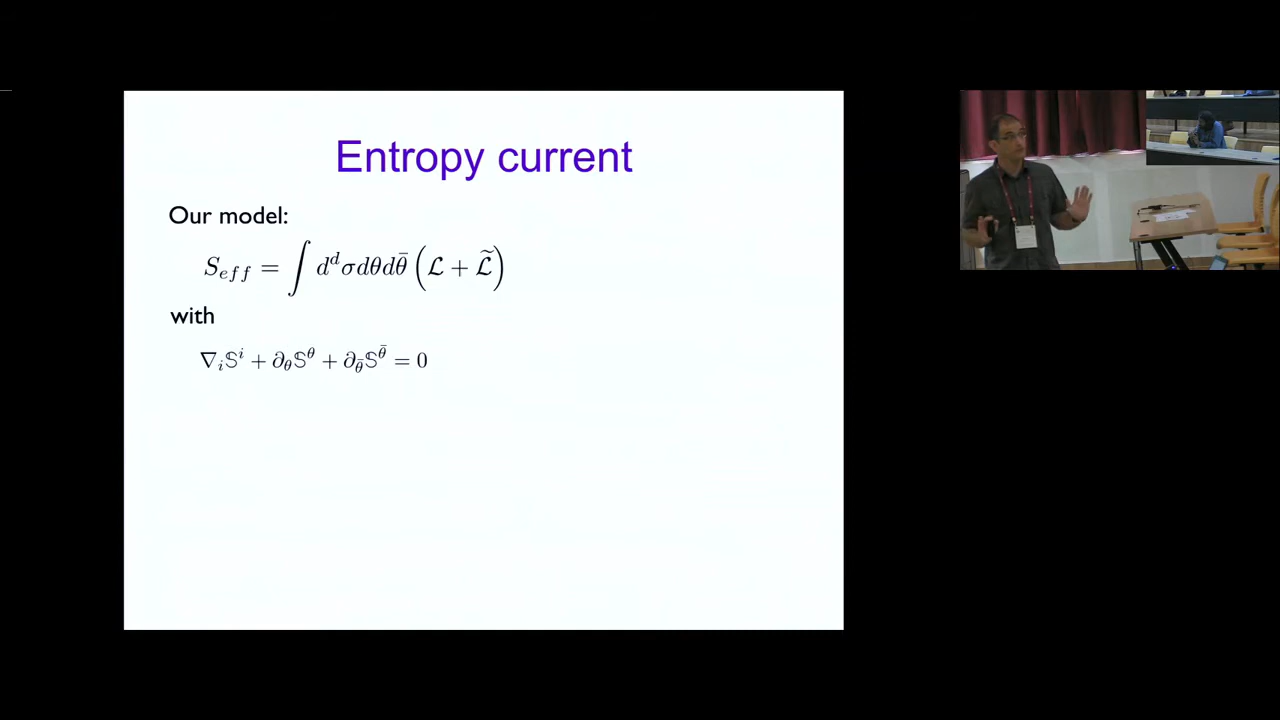 Entropy current
Our model:
$S_{eff} = \int d^d\sigma d\theta d\bar{\theta} \left( \mathcal{L} + \widetilde{\mathcal{L}} \right)$
with
$\nabla_i \mathbb{S}^i + \partial_\theta \mathbb{S}^\theta + \partial_{\bar{\theta}} \mathbb{S}^{\bar{\theta}} = 0$